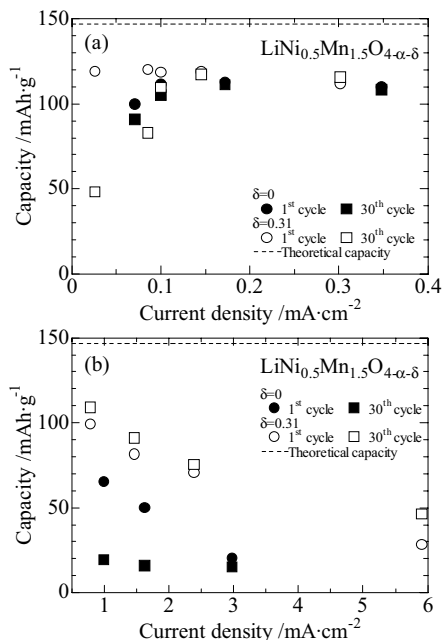 (a)
LiNi0.5Mn1.5O4-α-δ
Capacity /mAh·g-1
150
100
50
0
δ=0
1st cycle 30th cycle
δ=0.31
1st cycle 30th cycle
Theoretical capacity
0 0.1 0.2 0.3 0.4
Current density /mA·cm-2
(b)
LiNi0.5Mn1.5O4-α-δ
Capacity /mAh·g-1
150
100
50
0
δ=0
1st cycle 30th cycle
δ=0.31
1st cycle 30th cycle
Theoretical capacity
1 2 3 4 5 6
Current density /mA·cm-2